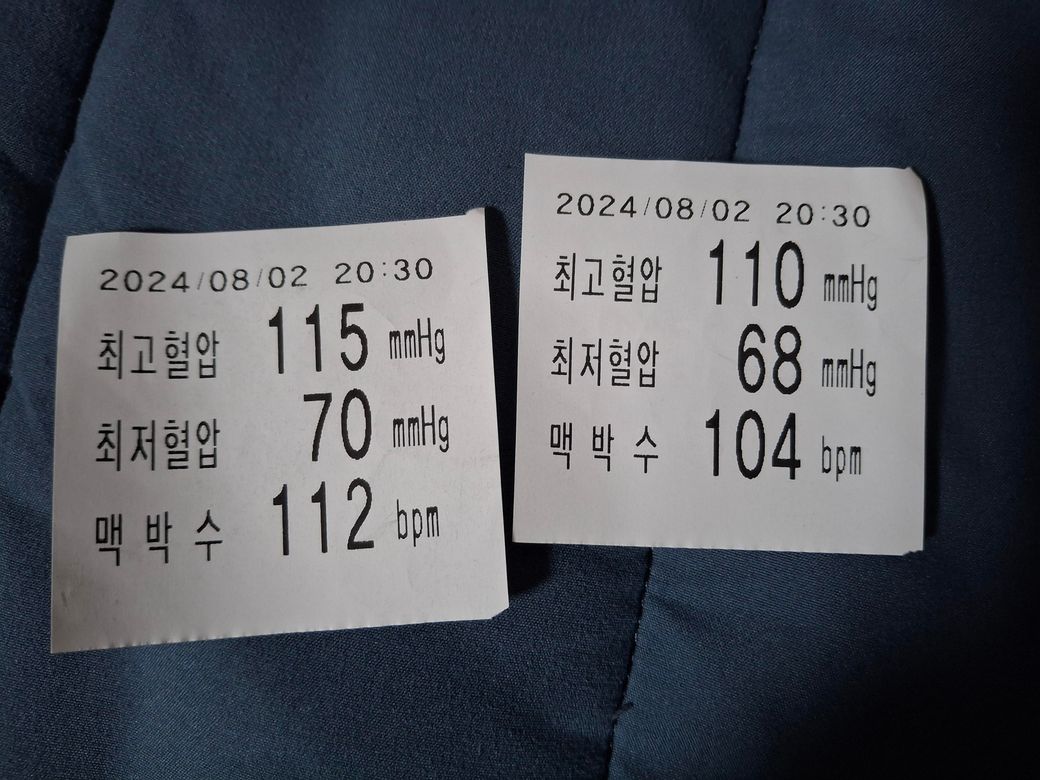 2024/08/02 20:30
최고혈압 115 mmHg
최저혈압 70 mmHg
맥박수 112 bpm
2024/08/02 20:30
최고혈압 110 mmHg
최저혈압 68 mmHg
맥박수 104 bpm